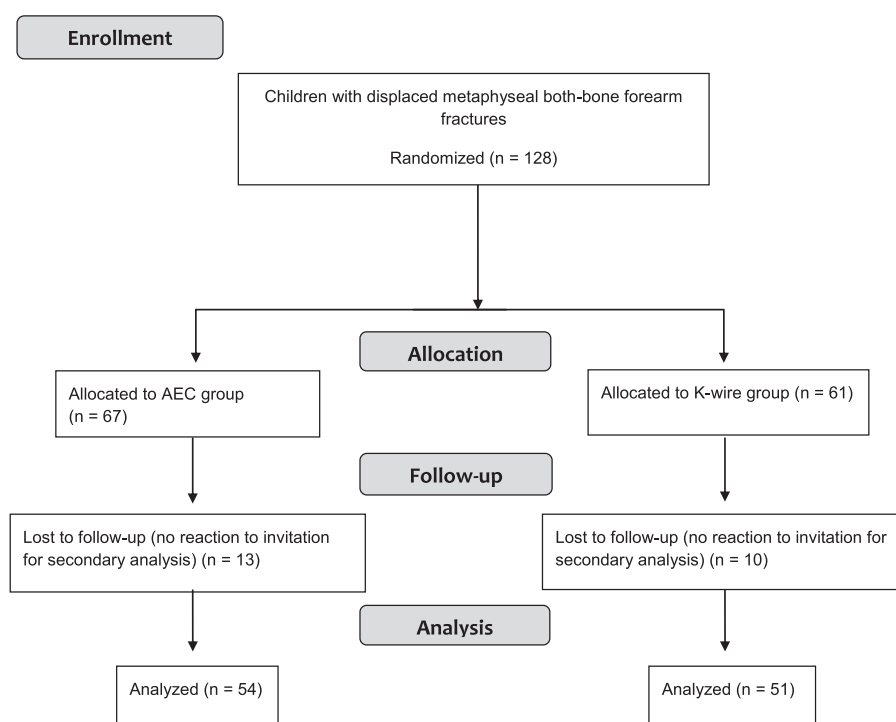 Enrollment
Children with displaced metaphyseal both-bone forearm
fractures
Randomized (n = 128)
Allocation
Allocated to AEC group
(n = 67)
Allocated to K-wire group (n = 61)
Follow-up
Lost to follow-up (no reaction to invitation
for secondary analysis) (n = 13)
Lost to follow-up (no reaction to invitation for
secondary analysis) (n = 10)
Analysis
Analyzed (n = 54)
Analyzed (n = 51)